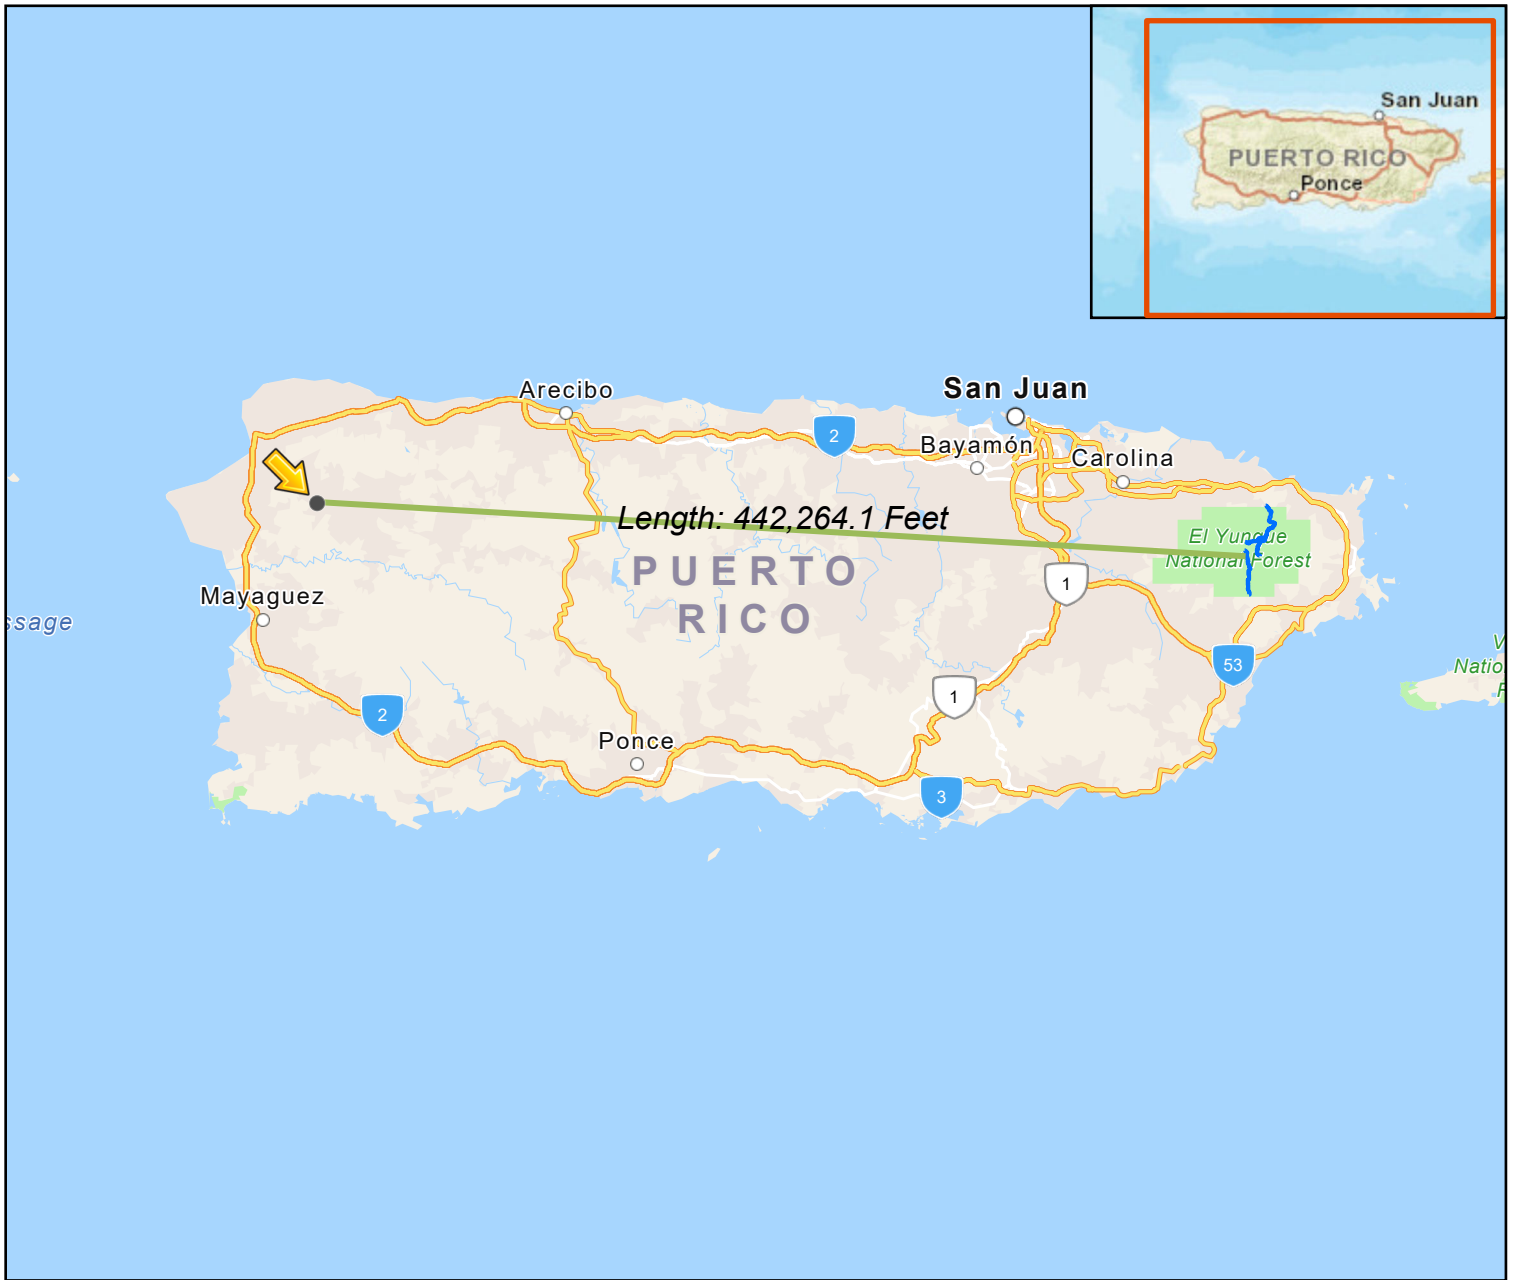 San Juan
PUERTO RICO
Ponce
Arecibo
San Juan
2
Bayamón
Carolina
Length: 442,264.1 Feet
El Yunque
National Forest
PUERTO
RICO
1
Mayaguez
ssage
53
V
Natio
F
1
2
Ponce
3